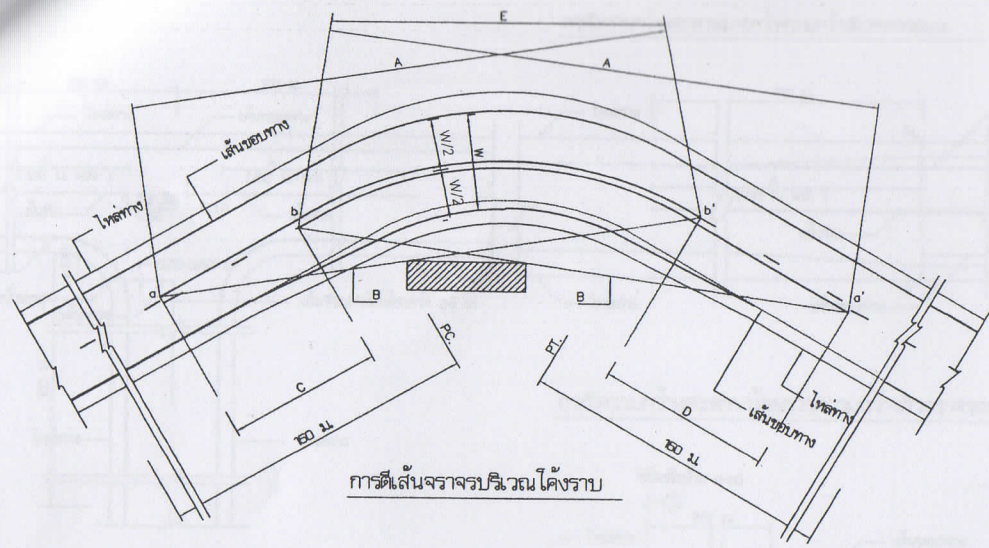 E
A
A
เส้นขอบทาง
W/2
W
W/2
ไหล่ทาง
b
b'
a
a'
B
B
P.C.
P.T.
C
D
150 ม.
150 ม.
ไหล่ทาง
เส้นขอบทาง
การตีเส้นจราจรบริเวณโค้งราบ